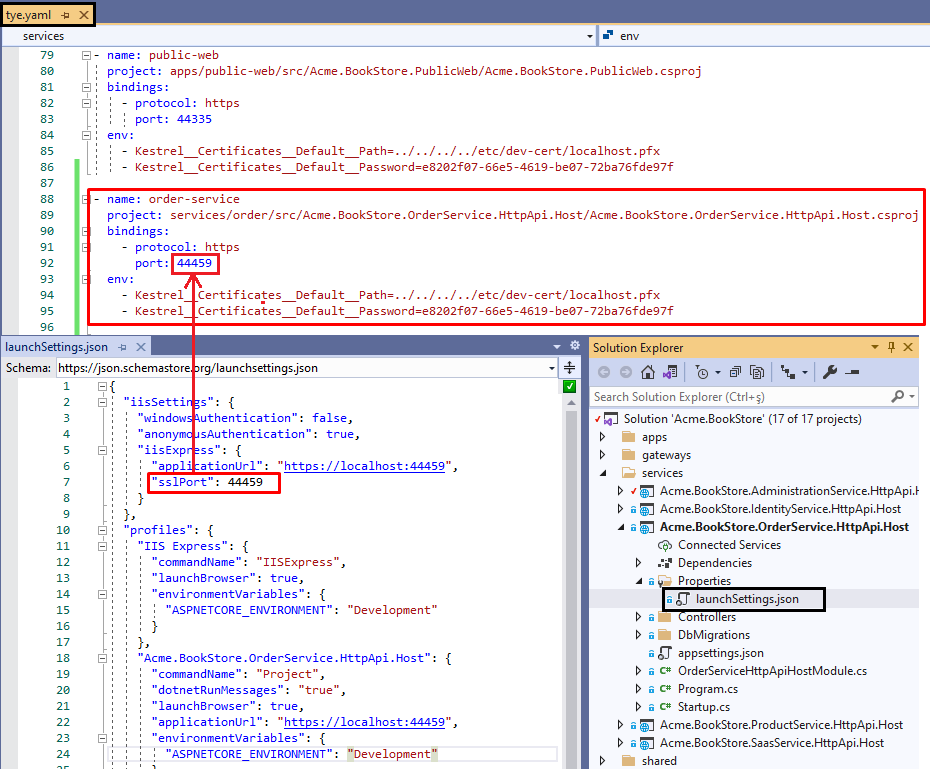 tye.yaml
services
env
79 - name: public-web
80 project: apps/public-web/src/Acme.BookStore.PublicWeb/Acme.BookStore.PublicWeb.csproj
81 bindings:
82 - protocol: https
83 port: 44335
84 env:
85 - Kestrel__Certificates__Default__Path=../../../../etc/dev-cert/localhost.pfx
86 - Kestrel__Certificates__Default__Password=e8202f07-66e5-4619-be07-72ba76fde97f
87
88 - name: order-service
89 project: services/order/src/Acme.BookStore.OrderService.HttpApi.Host/Acme.BookStore.OrderService.HttpApi.Host.csproj
90 bindings:
91 - protocol: https
92 port: 44459
93 env:
94 - Kestrel__Certificates__Default__Path=../../../../etc/dev-cert/localhost.pfx
95 - Kestrel__Certificates__Default__Password=e8202f07-66e5-4619-be07-72ba76fde97f
96
launchSettings.json
Schema: https://json.schemastore.org/launchsettings.json
1 {
2 "iisSettings": {
3 "windowsAuthentication": false,
4 "anonymousAuthentication": true,
5 "iisExpress": {
6 "applicationUrl": "https://localhost:44459",
7 "sslPort": 44459
8 }
9 },
10 "profiles": {
11 "IIS Express": {
12 "commandName": "IISExpress",
13 "launchBrowser": true,
14 "environmentVariables": {
15 "ASPNETCORE_ENVIRONMENT": "Development"
16 }
17 },
18 "Acme.BookStore.OrderService.HttpApi.Host": {
19 "commandName": "Project",
20 "dotnetRunMessages": "true",
21 "launchBrowser": true,
22 "applicationUrl": "https://localhost:44459",
23 "environmentVariables": {
24 "ASPNETCORE_ENVIRONMENT": "Development"
Solution Explorer
Search Solution Explorer (Ctrl+ş)
Solution 'Acme.BookStore' (17 of 17 projects)
apps
gateways
services
Acme.BookStore.AdministrationService.HttpApi.H
Acme.BookStore.IdentityService.HttpApi.Host
Acme.BookStore.OrderService.HttpApi.Host
Connected Services
Dependencies
Properties
launchSettings.json
Controllers
DbMigrations
appsettings.json
C# OrderServiceHttpApiHostModule.cs
C# Program.cs
C# Startup.cs
Acme.BookStore.ProductService.HttpApi.Host
Acme.BookStore.SaasService.HttpApi.Host
shared